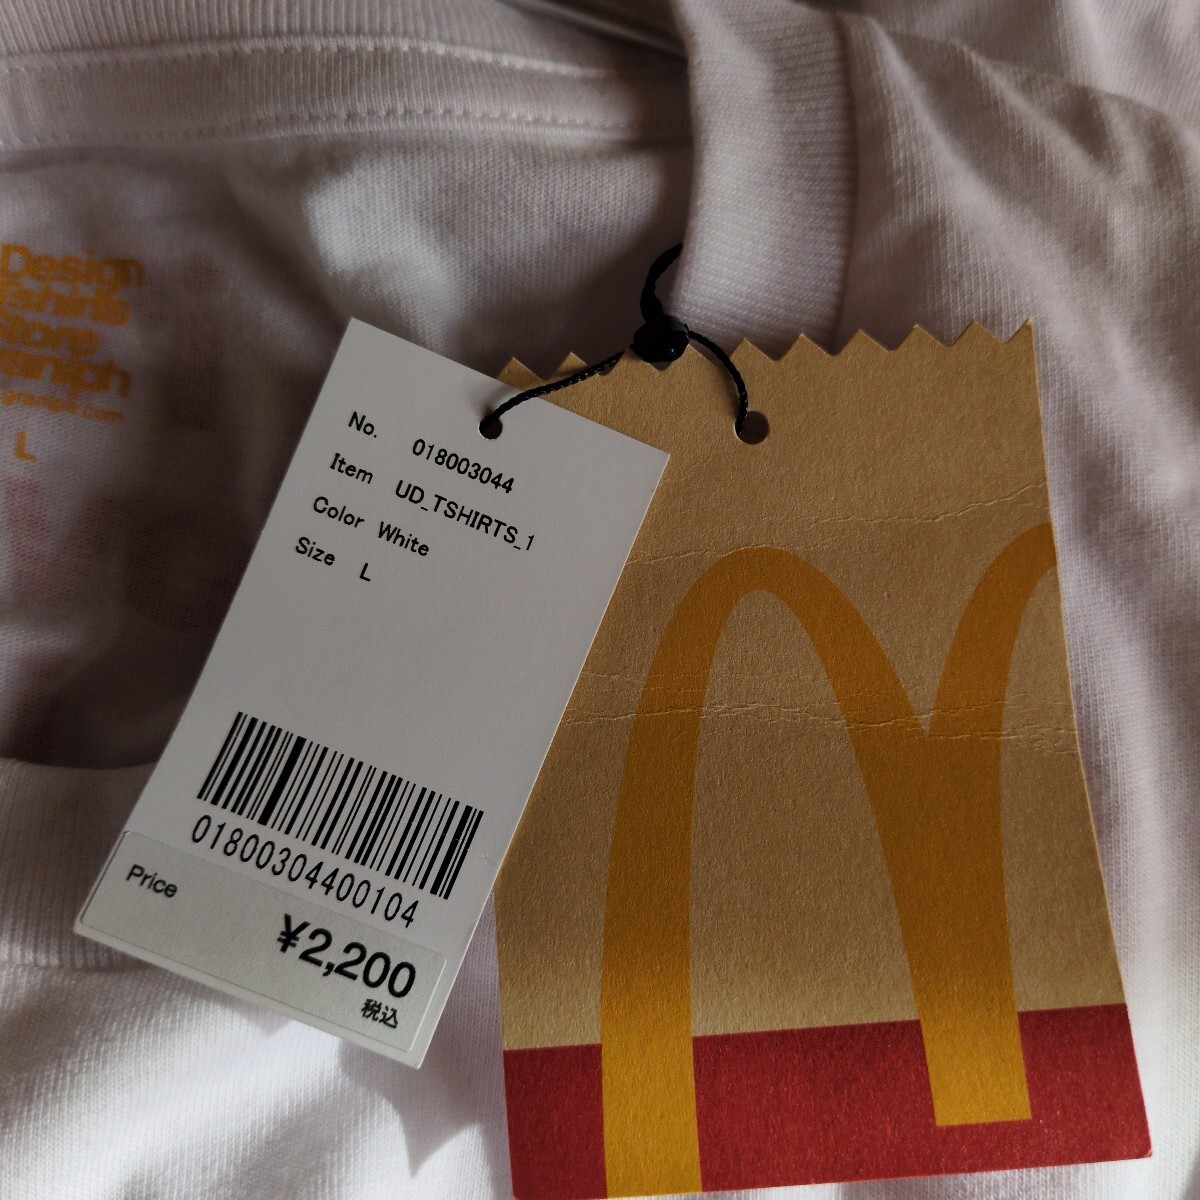 Design
tshirts
Store
graniph
L
No. 018003044
Item UD_TSHIRTS_1
Color White
Size L
01800304400104
Price
¥2,200
税込